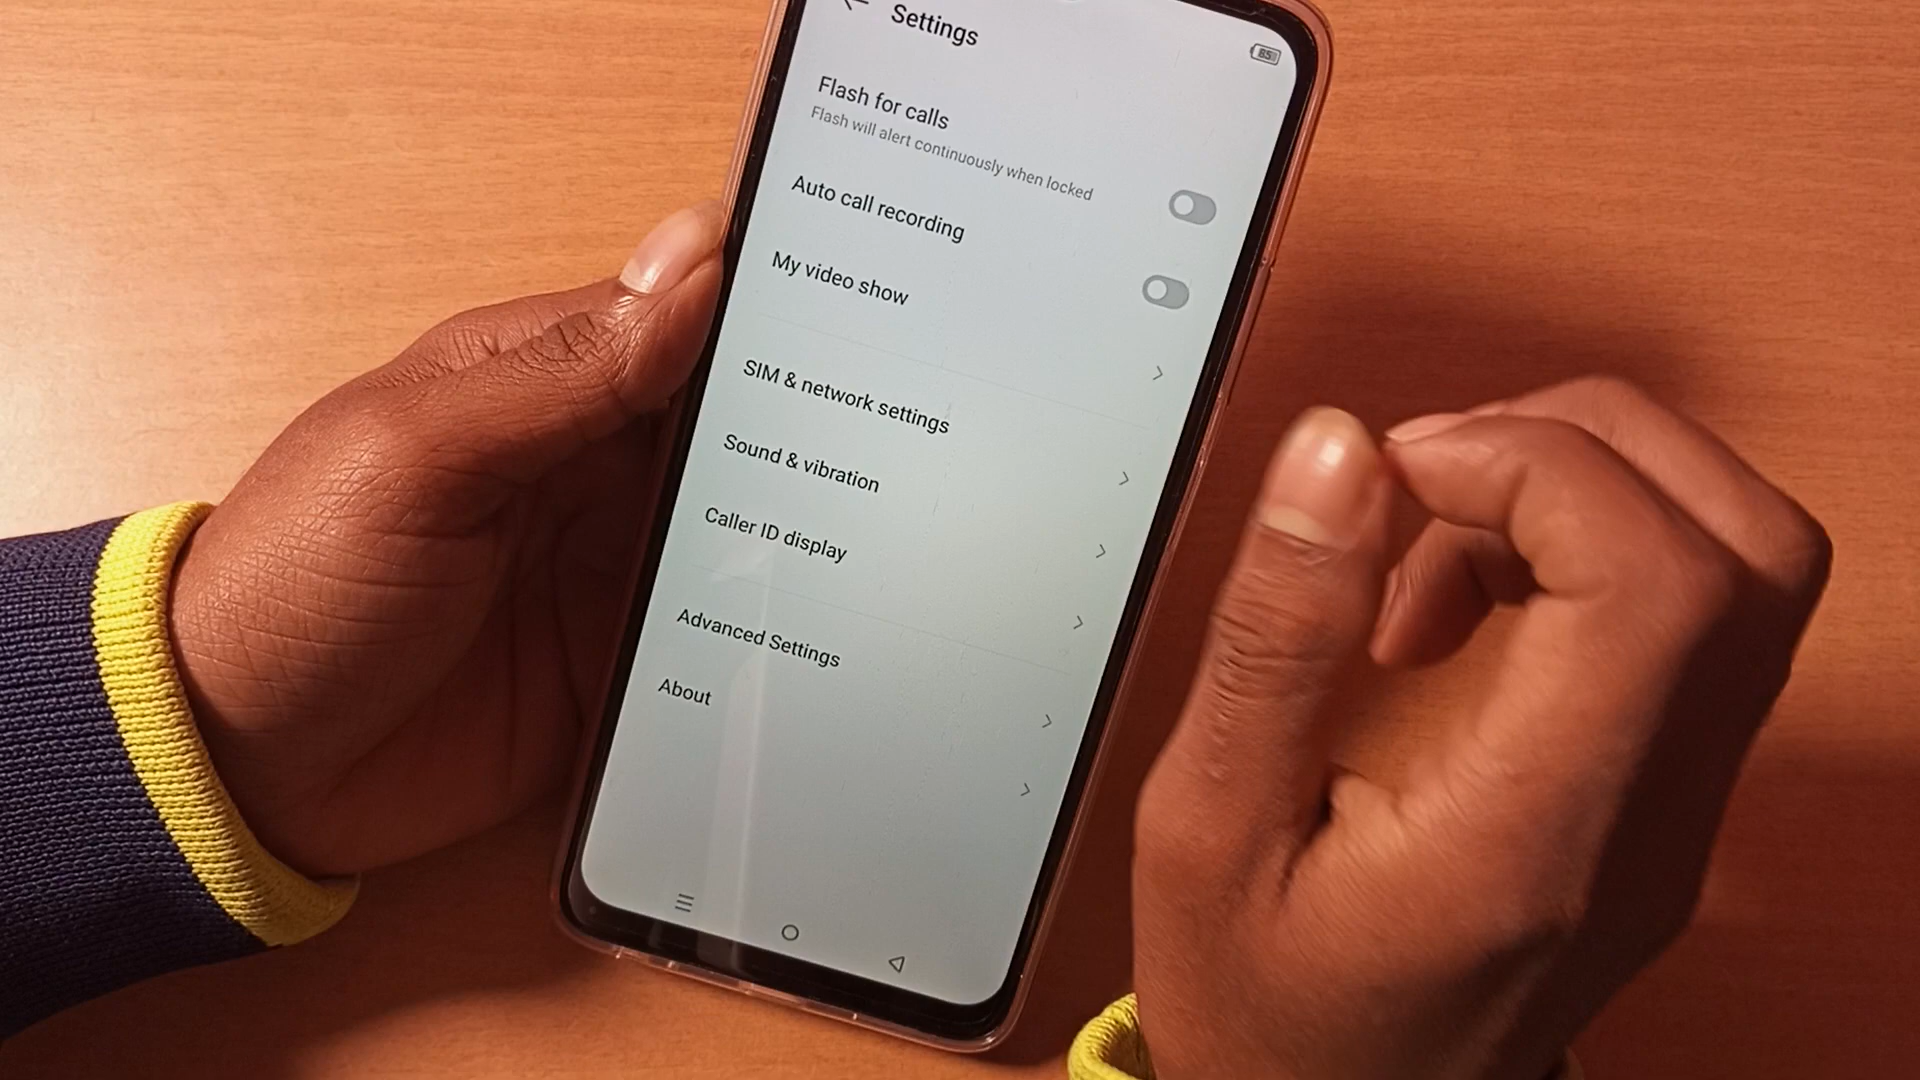 Settings
85
Flash for calls
Flash will alert continuously when locked
Auto call recording
My video show
SIM & network settings
Sound & vibration
Caller ID display
Advanced Settings
About